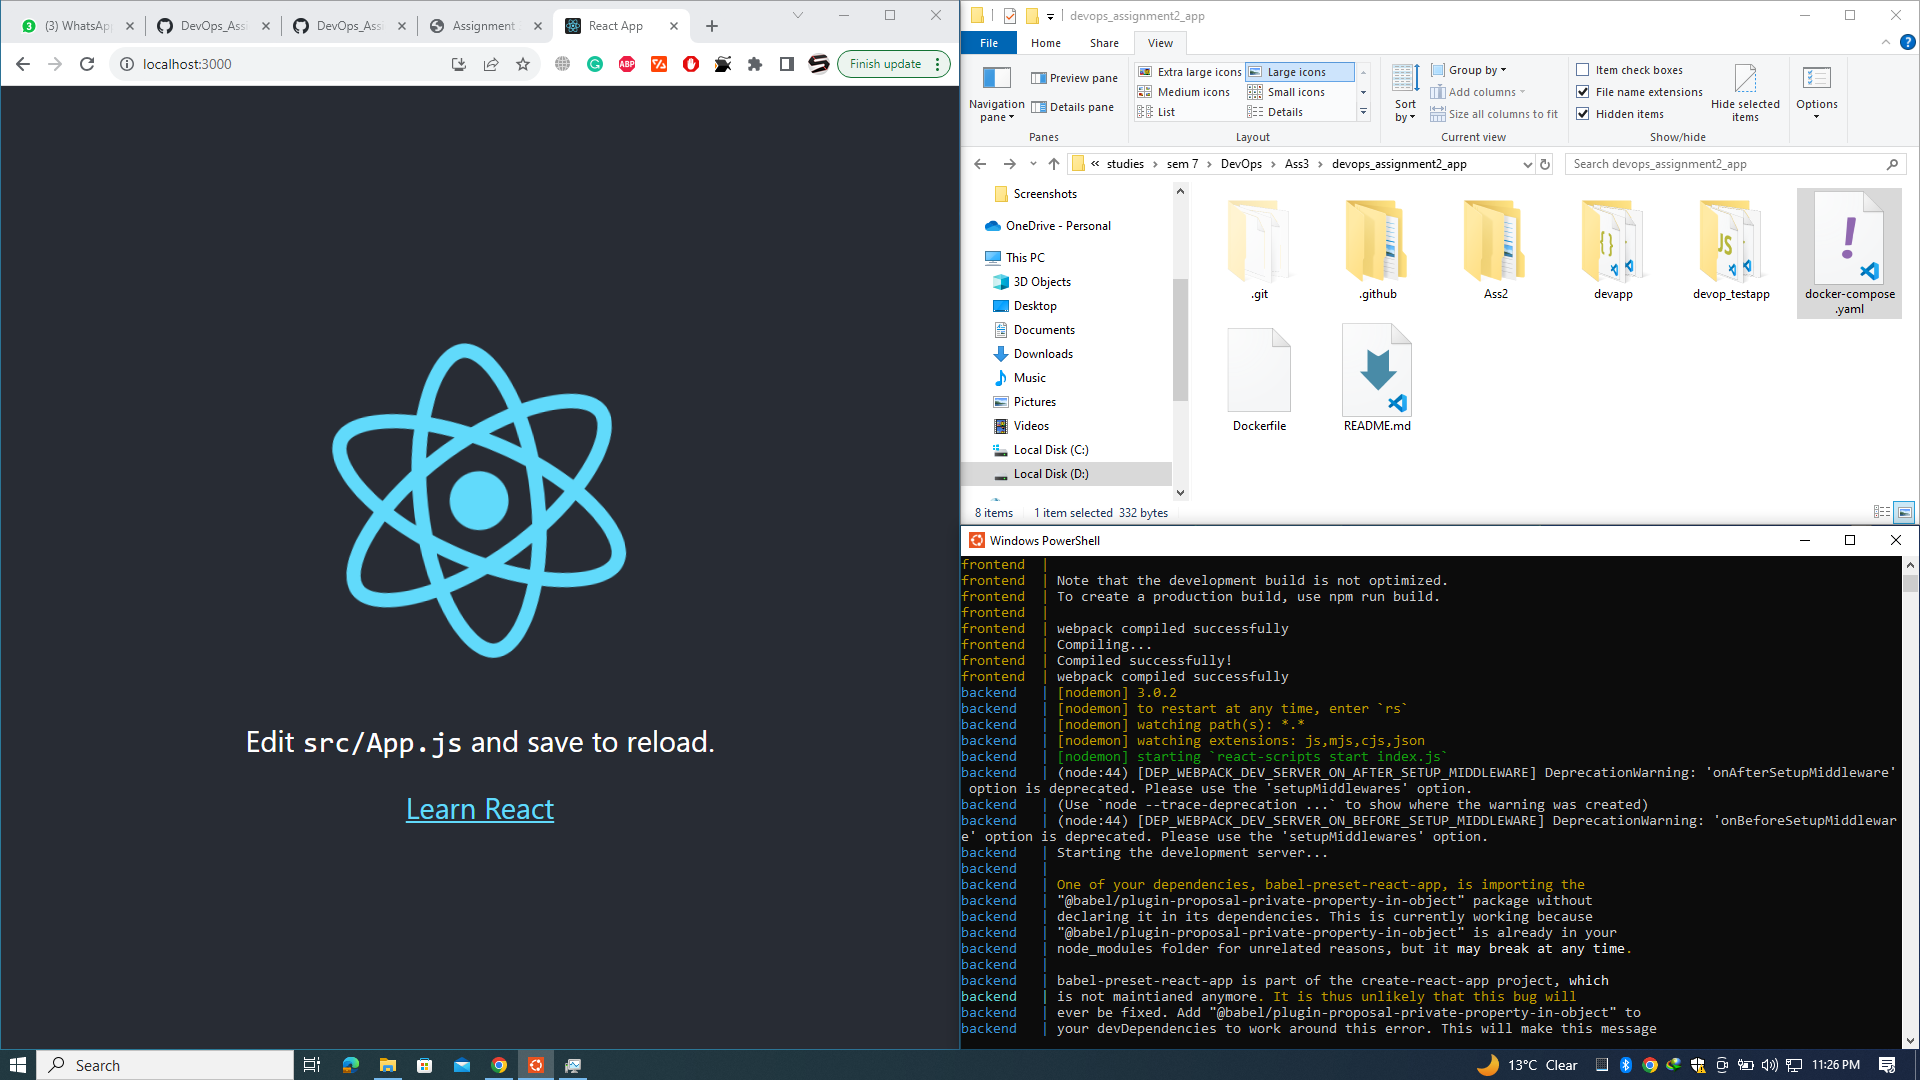 (3) WhatsAp
DevOps_Ass
DevOps_Ass
Assignment
React App
localhost:3000
ABP
Finish update
Edit src/App.js and save to reload.
Learn React
devops_assignment2_app
File
Home
Share
View
Navigation pane
Preview pane
Details pane
Panes
Extra large icons
Large icons
Medium icons
Small icons
List
Details
Layout
Sort by
Group by
Add columns
Size all columns to fit
Current view
Item check boxes
File name extensions
Hidden items
Hide selected items
Show/hide
Options
« studies > sem 7 > DevOps > Ass3 > devops_assignment2_app
Search devops_assignment2_app
Screenshots
OneDrive - Personal
This PC
3D Objects
Desktop
Documents
Downloads
Music
Pictures
Videos
Local Disk (C:)
Local Disk (D:)
.git
.github
Ass2
devapp
devop_testapp
docker-compose
.yaml
Dockerfile
README.md
8 items
1 item selected 332 bytes
Windows PowerShell
frontend |
frontend | Note that the development build is not optimized.
frontend | To create a production build, use npm run build.
frontend |
frontend | webpack compiled successfully
frontend | Compiling...
frontend | Compiled successfully!
frontend | webpack compiled successfully
backend | [nodemon] 3.0.2
backend | [nodemon] to restart at any time, enter `rs`
backend | [nodemon] watching path(s): *.*
backend | [nodemon] watching extensions: js,mjs,cjs,json
backend | [nodemon] starting `react-scripts start index.js`
backend | (node:44) [DEP_WEBPACK_DEV_SERVER_ON_AFTER_SETUP_MIDDLEWARE] DeprecationWarning: 'onAfterSetupMiddleware'
option is deprecated. Please use the 'setupMiddlewares' option.
backend | (Use `node --trace-deprecation ...` to show where the warning was created)
backend | (node:44) [DEP_WEBPACK_DEV_SERVER_ON_BEFORE_SETUP_MIDDLEWARE] DeprecationWarning: 'onBeforeSetupMiddlewar
e' option is deprecated. Please use the 'setupMiddlewares' option.
backend | Starting the development server...
backend |
backend | One of your dependencies, babel-preset-react-app, is importing the
backend | "@babel/plugin-proposal-private-property-in-object" package without
backend | declaring it in its dependencies. This is currently working because
backend | "@babel/plugin-proposal-private-property-in-object" is already in your
backend | node_modules folder for unrelated reasons, but it may break at any time.
backend |
backend | babel-preset-react-app is part of the create-react-app project, which
backend | is not maintianed anymore. It is thus unlikely that this bug will
backend | ever be fixed. Add "@babel/plugin-proposal-private-property-in-object" to
backend | your devDependencies to work around this error. This will make this message
Search
13°C Clear
11:26 PM